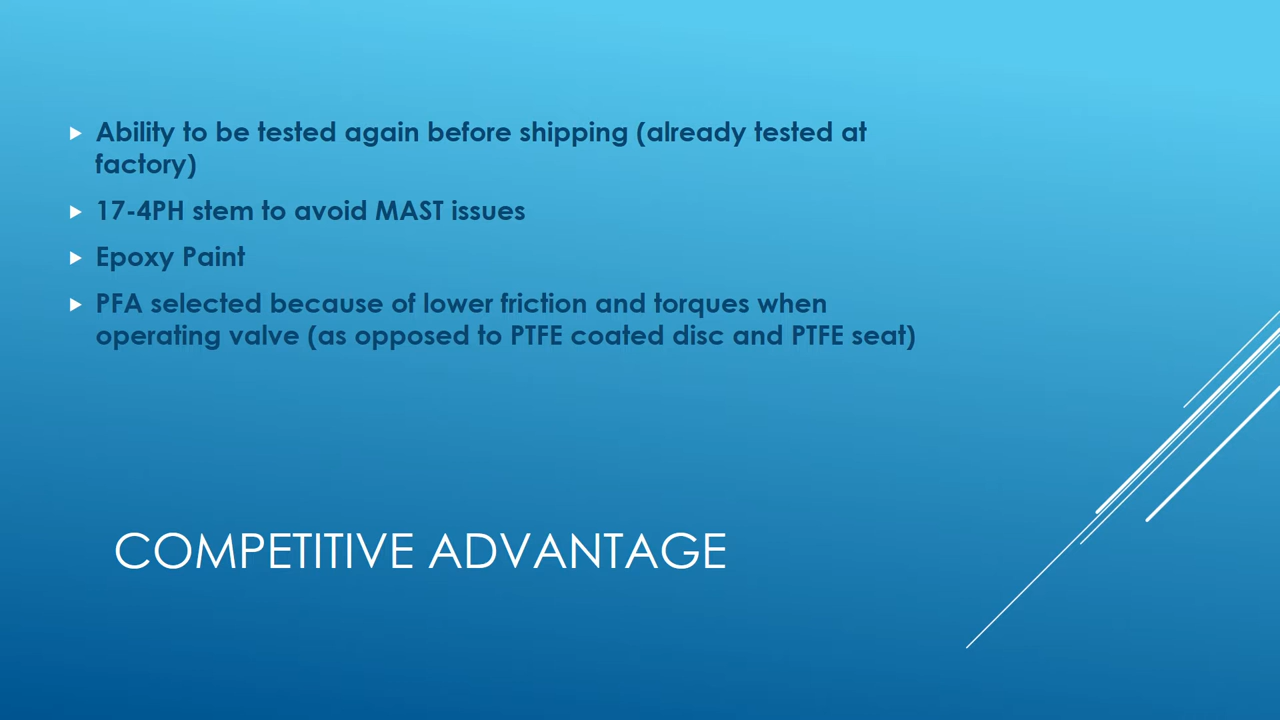 Ability to be tested again before shipping (already tested at
factory)
17-4PH stem to avoid MAST issues
Epoxy Paint
PFA selected because of lower friction and torques when
operating valve (as opposed to PTFE coated disc and PTFE seat)
COMPETITIVE ADVANTAGE